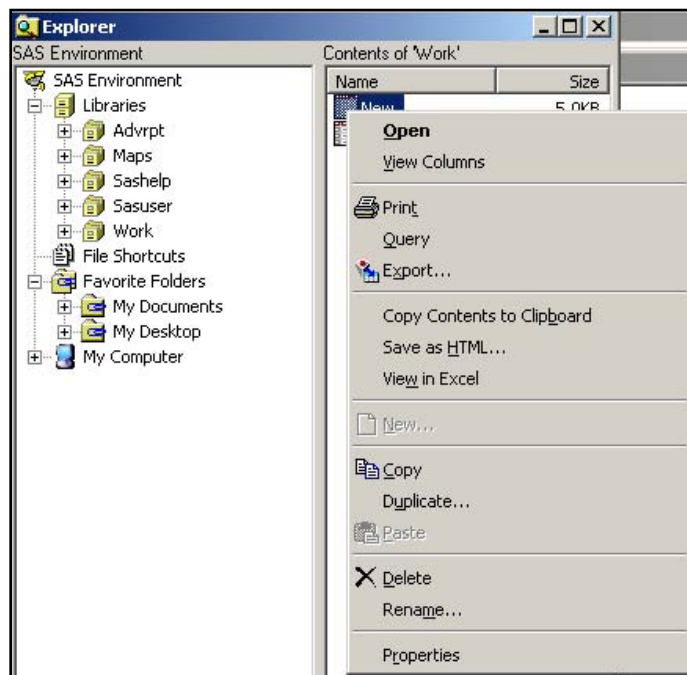 Explorer
SAS Environment
Contents of 'Work'
SAS Environment
Libraries
Advrpt
Maps
Sashelp
Sasuser
Work
File Shortcuts
Favorite Folders
My Documents
My Desktop
My Computer
Name Size
New 5.0KB
Open
View Columns
Print
Query
Export...
Copy Contents to Clipboard
Save as HTML...
View in Excel
New...
Copy
Duplicate...
Paste
Delete
Rename...
Properties